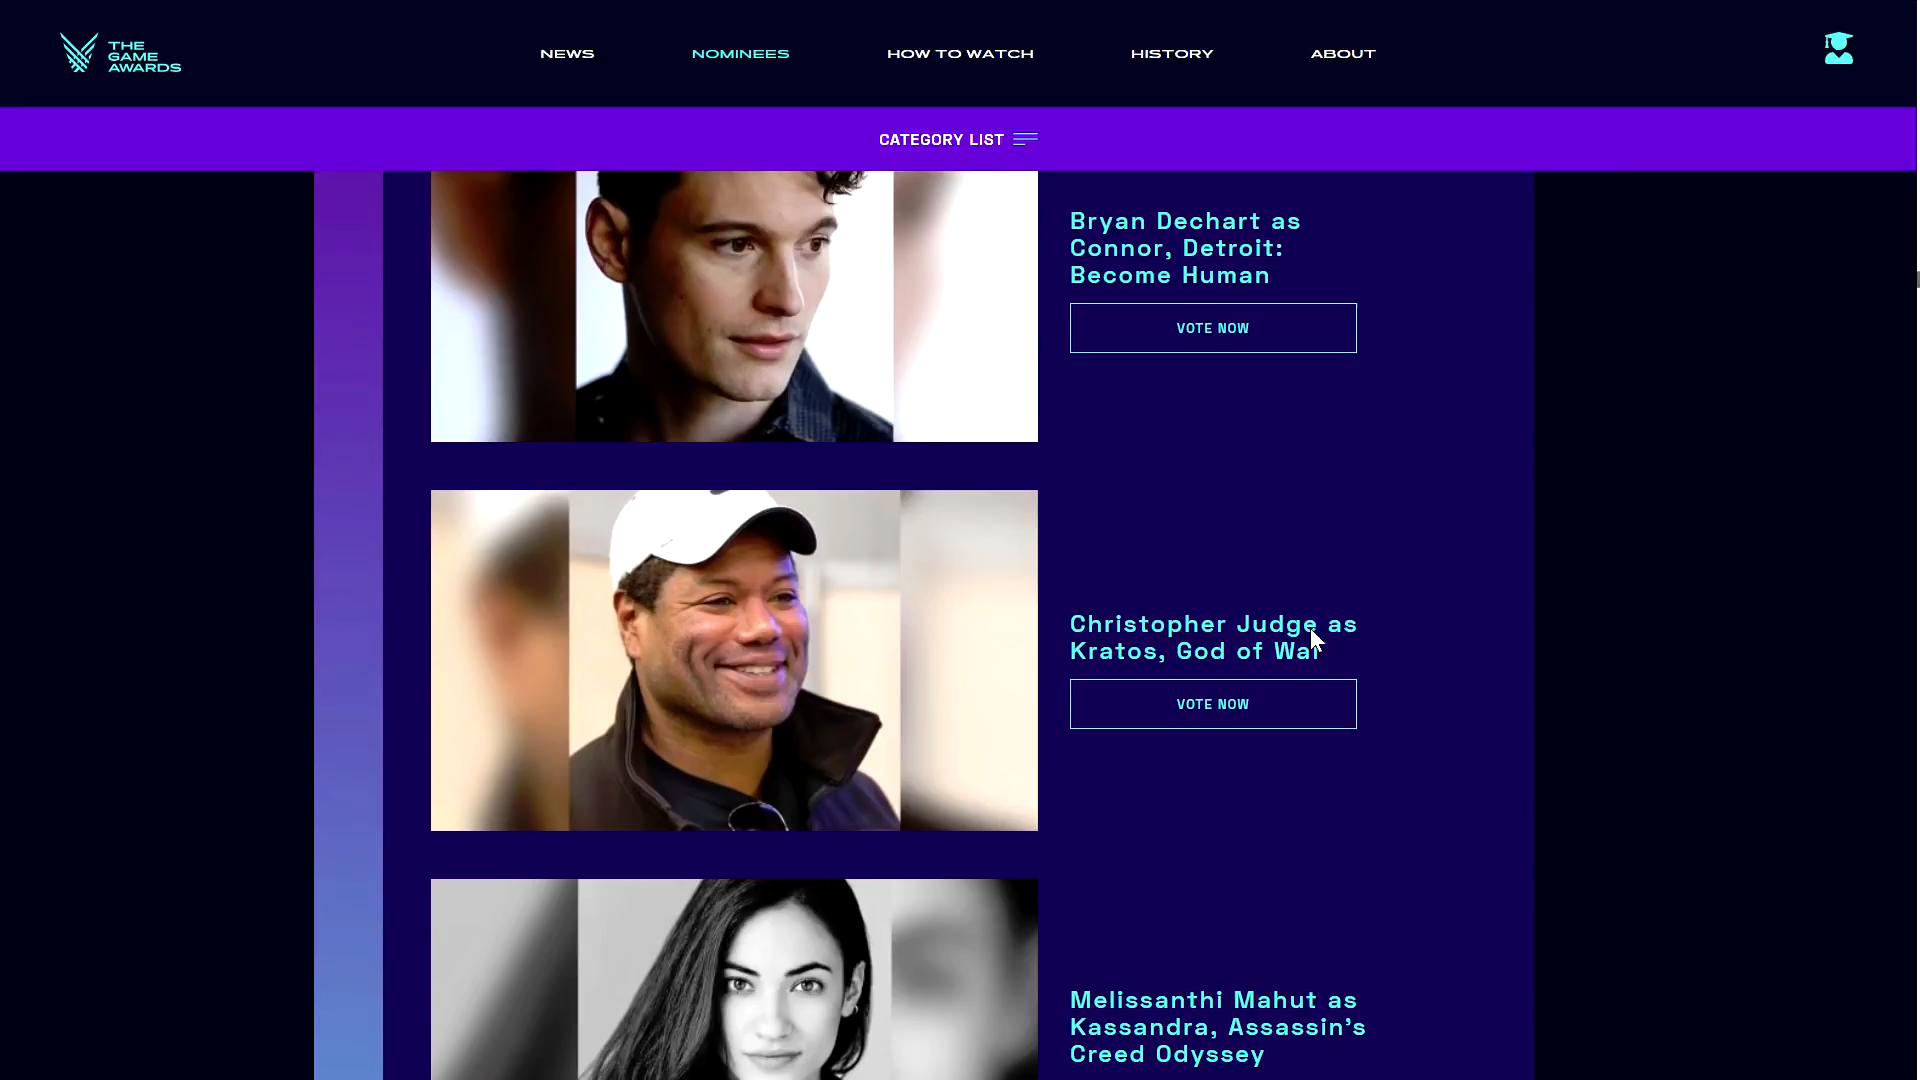 THE
GAME
AWARDS
NEWS
NOMINEES
HOW TO WATCH
HISTORY
ABOUT
CATEGORY LIST
Bryan Dechart as
Connor, Detroit:
Become Human
VOTE NOW
Christopher Judge as
Kratos, God of War
VOTE NOW
Melissanthi Mahut as
Kassandra, Assassin's
Creed Odyssey